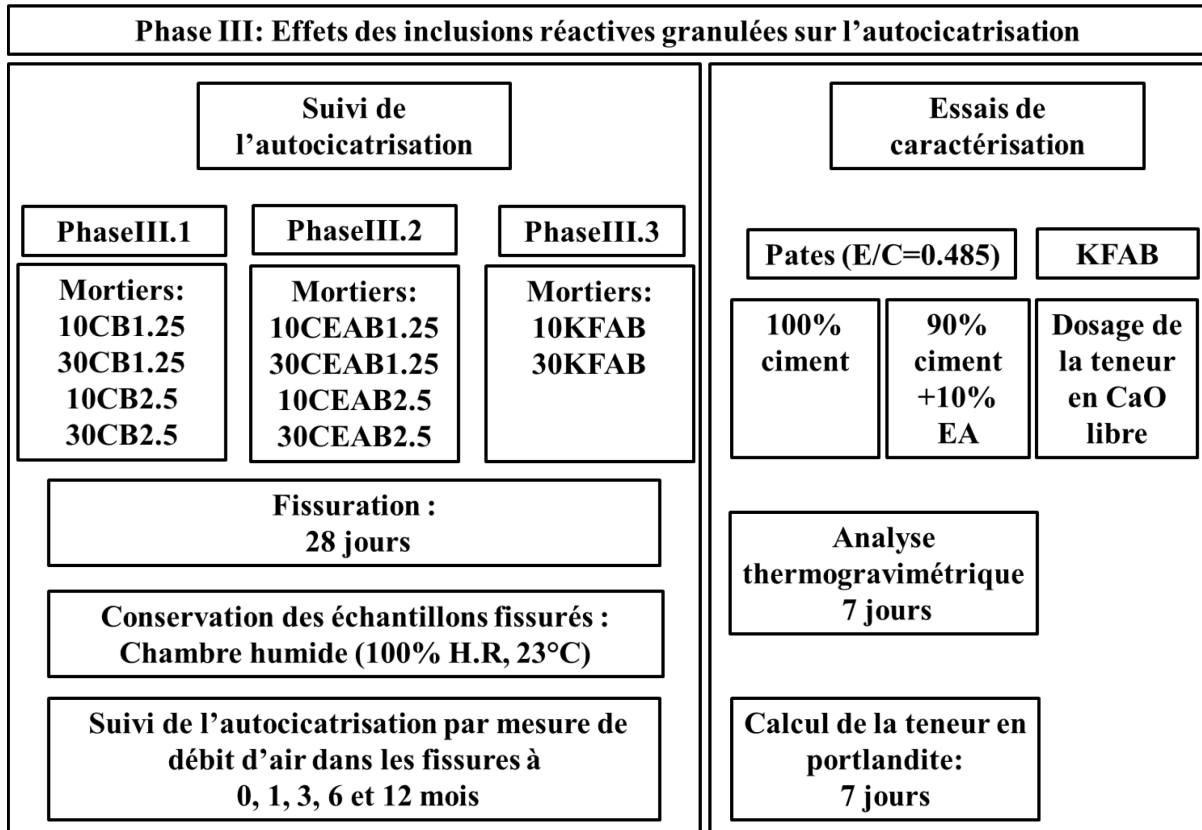 Phase III: Effets des inclusions réactives granulées sur l’autocicatrisation
Suivi de
l’autocicatrisation
PhaseIII.1
Mortiers:
10CB1.25
30CB1.25
10CB2.5
30CB2.5
PhaseIII.2
Mortiers:
10CEAB1.25
30CEAB1.25
10CEAB2.5
30CEAB2.5
PhaseIII.3
Mortiers:
10KFAB
30KFAB
Fissuration :
28 jours
Conservation des échantillons fissurés :
Chambre humide (100% H.R, 23°C)
Suivi de l’autocicatrisation par mesure de
débit d’air dans les fissures à
0, 1, 3, 6 et 12 mois
Essais de
caractérisation
Pates (E/C=0.485)
100%
ciment
90%
ciment
+10%
EA
KFAB
Dosage de
la teneur
en CaO
libre
Analyse
thermogravimétrique
7 jours
Calcul de la teneur en
portlandite:
7 jours